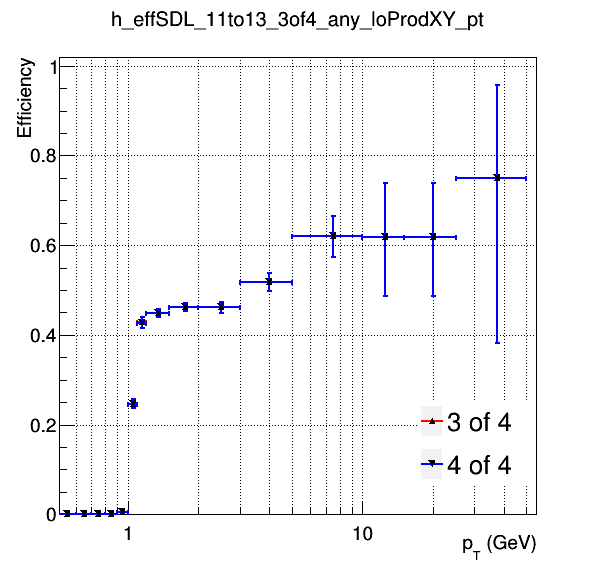 h_effSDL_11to13_3of4_any_loProdXY_pt
Efficiency
1
0.8
0.6
0.4
0.2
0
3 of 4
4 of 4
1
10
p_T (GeV)